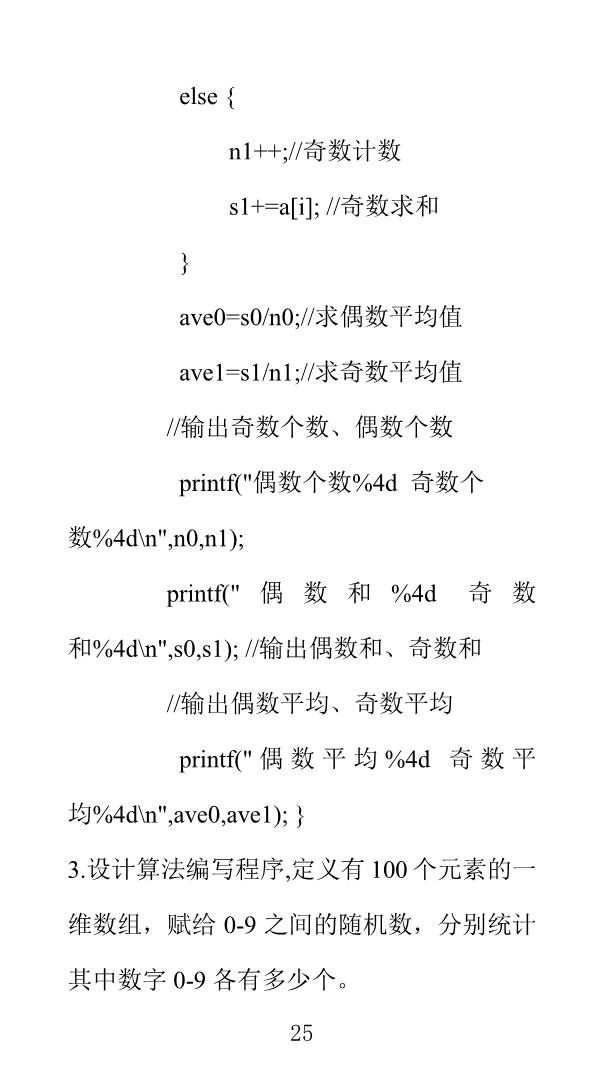 else {
n1++;//奇数计数
s1+=a[i]; //奇数求和
}
ave0=s0/n0;//求偶数平均值
ave1=s1/n1;//求奇数平均值
//输出奇数个数、偶数个数
printf("偶数个数%4d 奇数个
数%4d\n",n0,n1);
printf("偶数和%4d 奇数
和%4d\n",s0,s1); //输出偶数和、奇数和
//输出偶数平均、奇数平均
printf("偶数平均%4d 奇数平
均%4d\n",ave0,ave1); }
3.设计算法编写程序,定义有 100 个元素的一
维数组，赋给 0-9 之间的随机数，分别统计
其中数字 0-9 各有多少个。
25